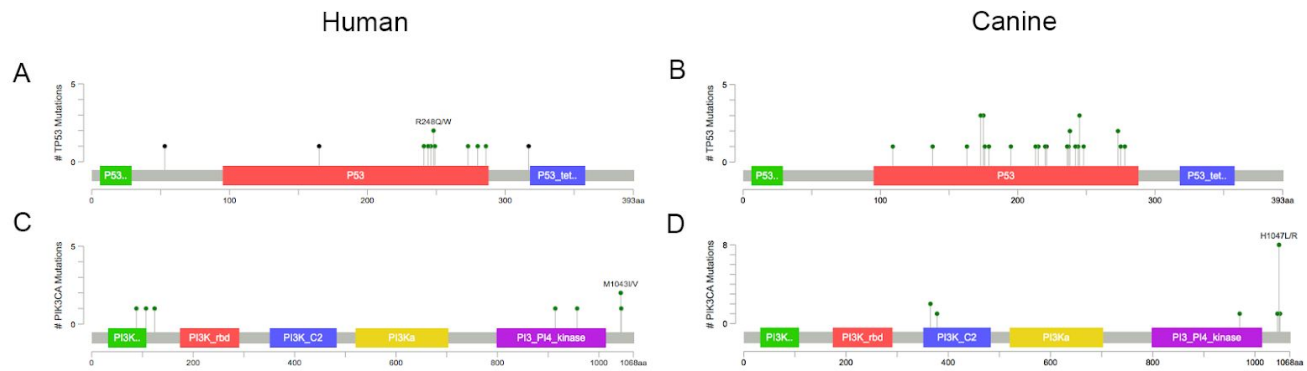 Human
Canine
A
# TP53 Mutations
5
0
R248Q/W
P53..
P53
P53_tet..
0
100
200
300
393aa
B
# TP53 Mutations
5
0
P53..
P53
P53_tet..
0
100
200
300
393aa
C
# PIK3CA Mutations
5
0
M1043I/V
PI3K..
PI3K_rbd
PI3K_C2
PI3Ka
PI3_PI4_kinase
0
200
400
600
800
1000
1068aa
D
# PIK3CA Mutations
8
0
H1047L/R
PI3K..
PI3K_rbd
PI3K_C2
PI3Ka
PI3_PI4_kinase
0
200
400
600
800
1000
1068aa